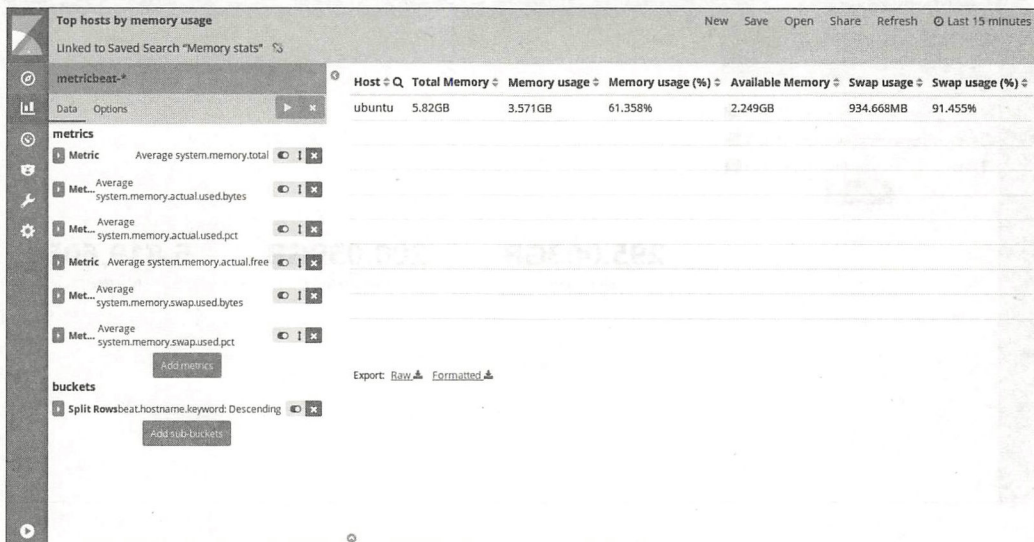 Top hosts by memory usage
New Save Open Share Refresh Last 15 minutes
Linked to Saved Search "Memory stats"
metricbeat-*
Data Options
metrics
Metric Average system.memory.total
Met... Average
system.memory.actual.used.bytes
Met... Average
system.memory.actual.used.pct
Metric Average system.memory.actual.free
Met... Average
system.memory.swap.used.bytes
Met... Average
system.memory.swap.used.pct
Add metrics
buckets
Split Rows beat.hostname.keyword: Descending
Add sub-buckets
Host Total Memory Memory usage Memory usage (%) Available Memory Swap usage Swap usage (%)
ubuntu 5.82GB 3.571GB 61.358% 2.249GB 934.668MB 91.455%
Export: Raw Formatted